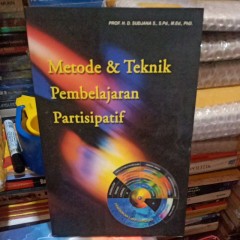 PROF. H. D. SUDJANA S., S.Pd., M.Ed., PhD.
Metode & Teknik
Pembelajaran
Partisipatif